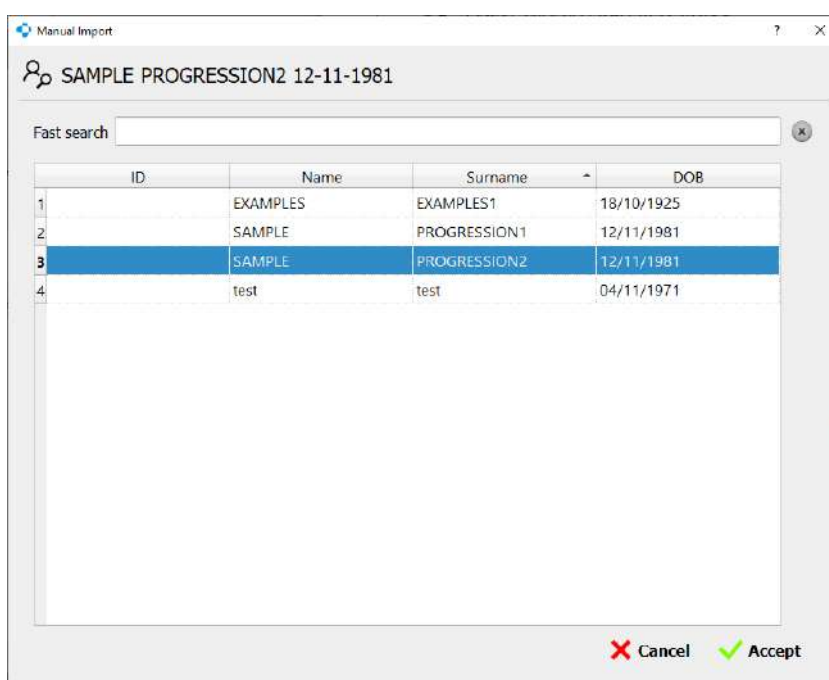 Manual Import ? X
SAMPLE PROGRESSION2 12-11-1981
Fast search
ID Name Surname DOB
1 EXAMPLES EXAMPLES1 18/10/1925
2 SAMPLE PROGRESSION1 12/11/1981
3 SAMPLE PROGRESSION2 12/11/1981
4 test test 04/11/1971
Cancel Accept